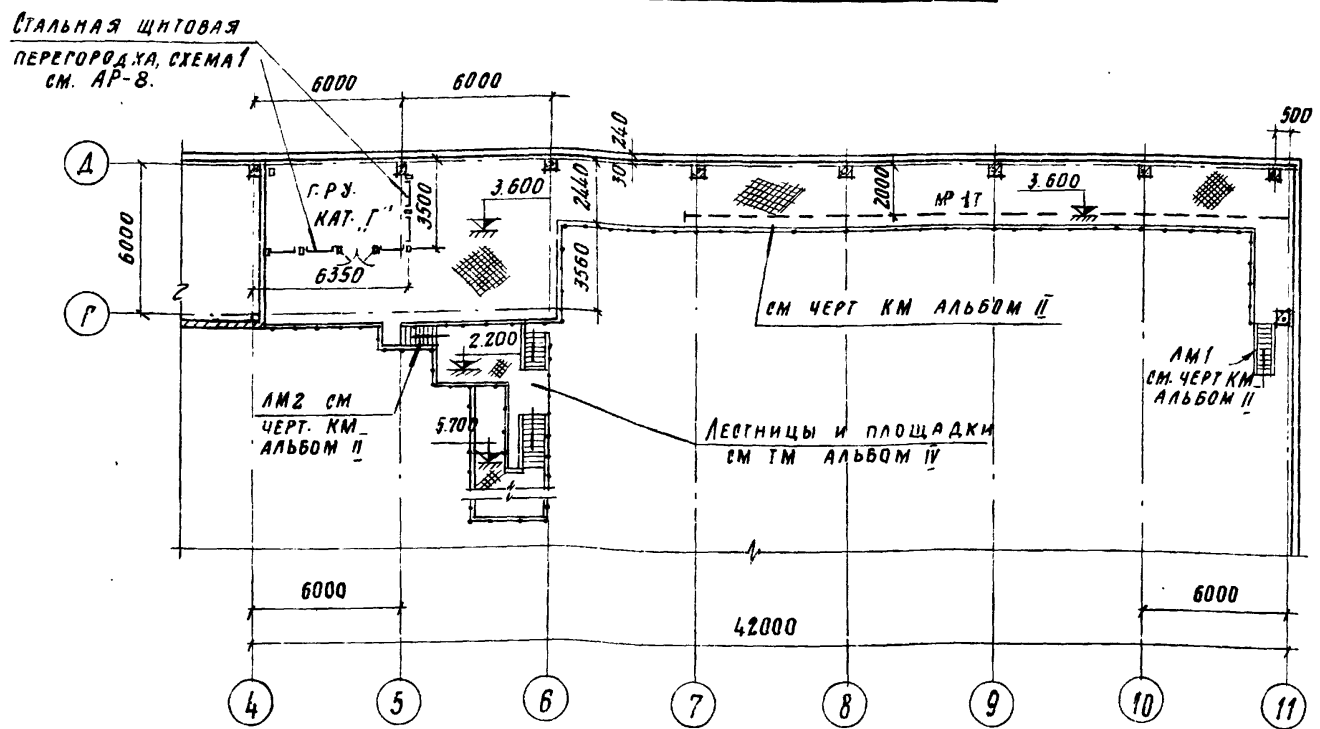 Стальная щитовая
перегородка, схема 1
см. АР-8.
6000
6000
500
240
30
Д
6000
Г.Р.У.
КАТ. „Г"
3500
3.600
2440
2000
МР 1Т
3.600
6350
3560
Г
см черт КМ Альбом II
2.200
ЛМ1
см. черт КМ
Альбом II
ЛМ2 см
черт. КМ
Альбом II
5.700
Лестницы и площадки
см ТМ Альбом IV
6000
6000
42000
4
5
6
7
8
9
10
11